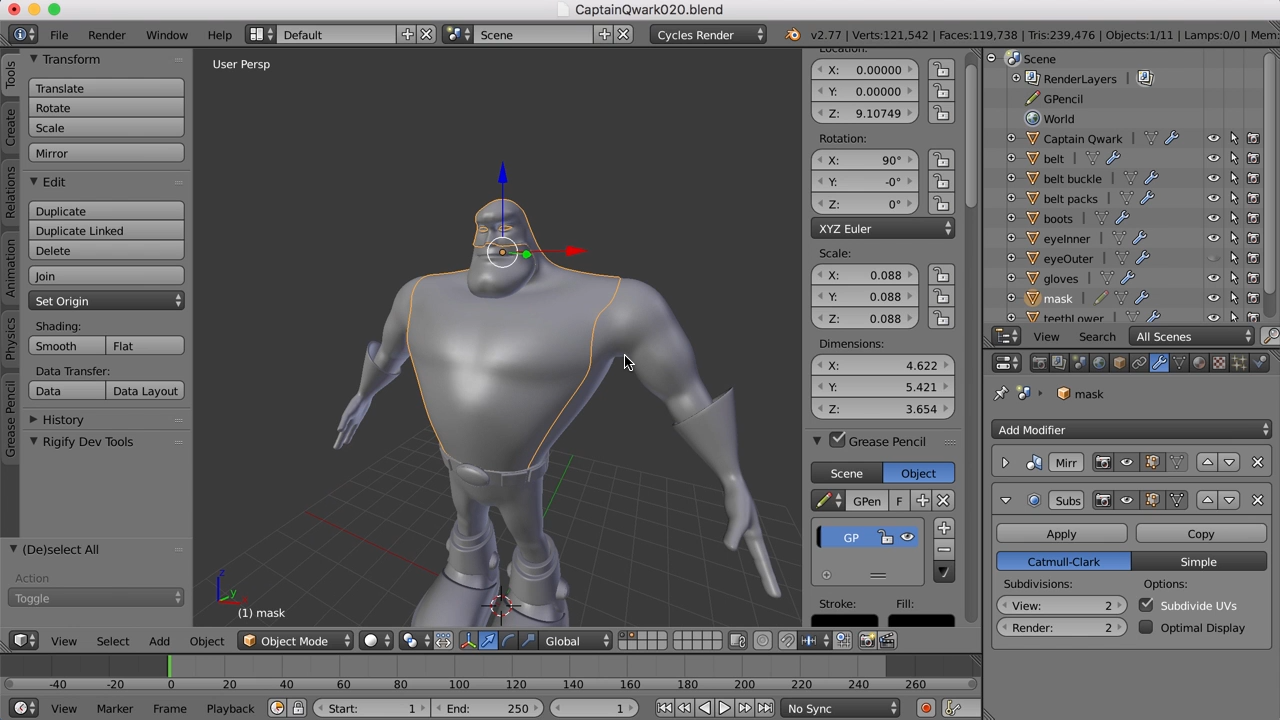 CaptainQwark020.blend
File Render Window Help Default Scene Cycles Render v2.77 | Verts:121,542 | Faces:119,738 | Tris:239,476 | Objects:1/11 | Lamps:0/0 | Mem:
Tools
Create
Relations
Animation
Physics
Grease Pencil
Transform
Translate
Rotate
Scale
Mirror
Edit
Duplicate
Duplicate Linked
Delete
Join
Set Origin
Shading:
Smooth Flat
Data Transfer:
Data Data Layout
History
Rigify Dev Tools
(De)select All
Action
Toggle
User Persp
z
y
x
(1) mask
Location:
X: 0.00000
Y: 0.00000
Z: 9.10749
Rotation:
X: 90°
Y: -0°
Z: 0°
XYZ Euler
Scale:
X: 0.088
Y: 0.088
Z: 0.088
Dimensions:
X: 4.622
Y: 5.421
Z: 3.654
Grease Pencil
Scene Object
GPen F
GP
Stroke: Fill:
Scene
RenderLayers |
GPencil
World
Captain Qwark |
belt |
belt buckle |
belt packs |
boots |
eyeInner |
eyeOuter |
gloves |
mask |
teethLower |
View Search All Scenes
mask
Add Modifier
Mirr
Subs
Apply Copy
Catmull-Clark Simple
Subdivisions: Options:
View: 2 Subdivide UVs
Render: 2 Optimal Display
View Select Add Object Object Mode Global
-40 -20 0 20 40 60 80 100 120 140 160 180 200 220 240 260
View Marker Frame Playback Start: 1 End: 250 1 No Sync